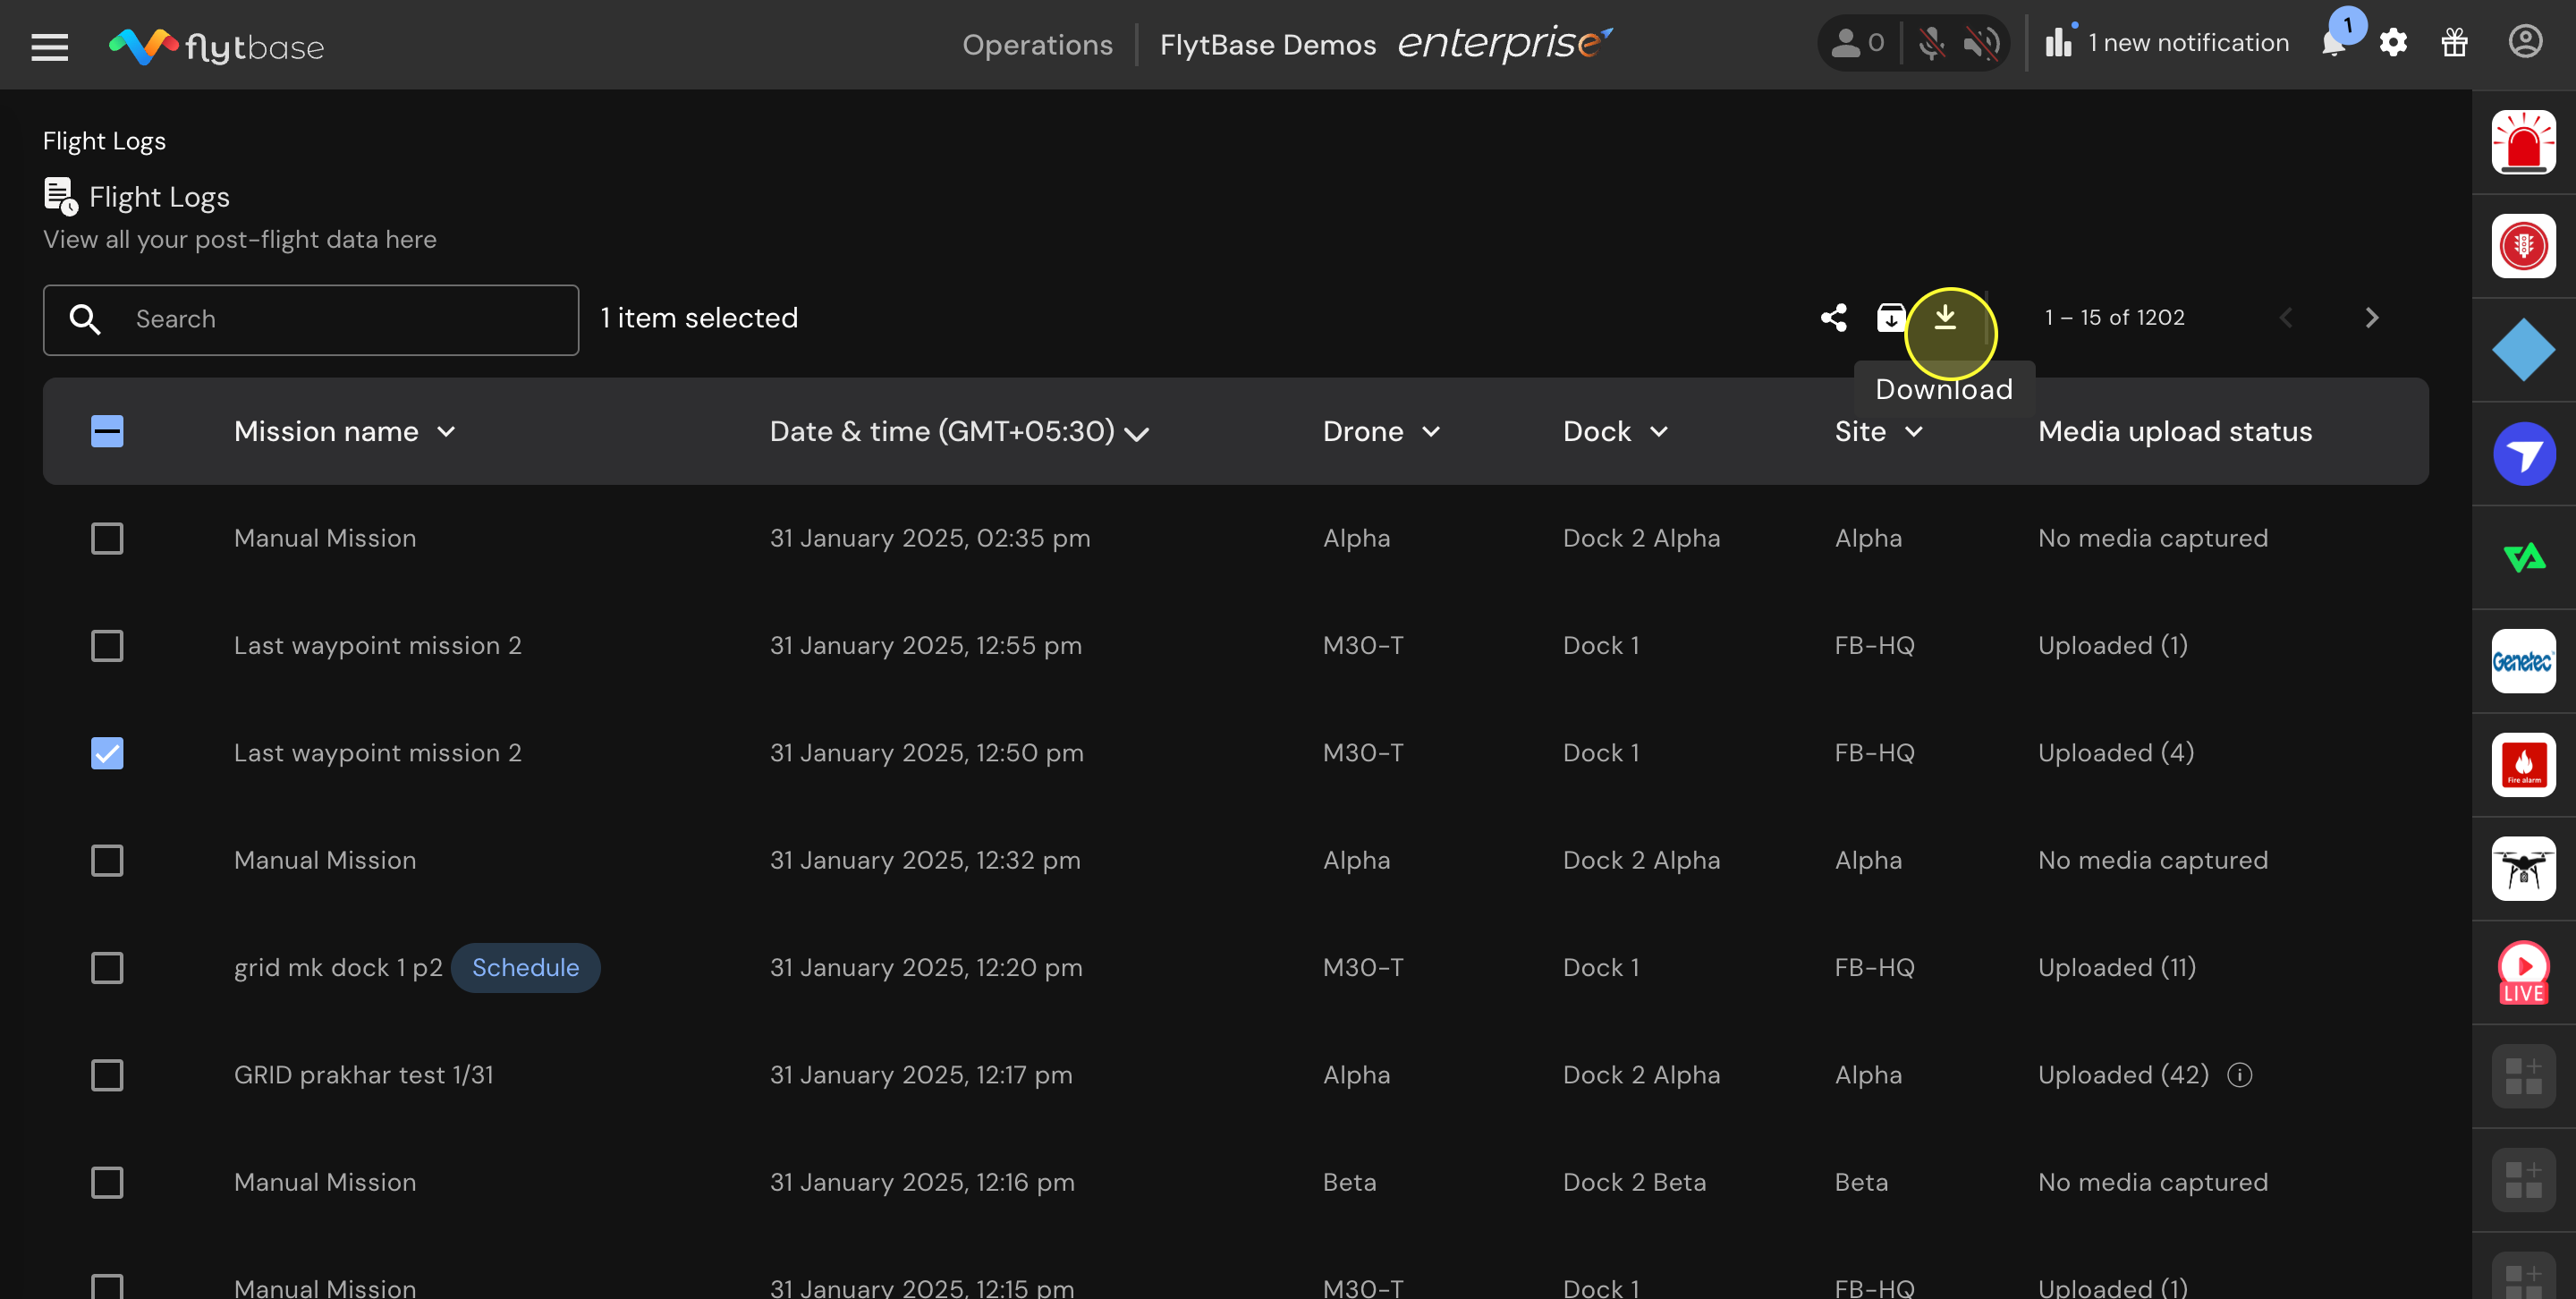 flytbase
Operations
FlytBase Demos enterprise
0
1 new notification
1
Flight Logs
Flight Logs
View all your post-flight data here
Search
1 item selected
1 – 15 of 1202
Download
Mission name Date & time (GMT+05:30) Drone Dock Site Media upload status
Manual Mission 31 January 2025, 02:35 pm Alpha Dock 2 Alpha Alpha No media captured
Last waypoint mission 2 31 January 2025, 12:55 pm M30-T Dock 1 FB-HQ Uploaded (1)
Last waypoint mission 2 31 January 2025, 12:50 pm M30-T Dock 1 FB-HQ Uploaded (4)
Manual Mission 31 January 2025, 12:32 pm Alpha Dock 2 Alpha Alpha No media captured
grid mk dock 1 p2 Schedule 31 January 2025, 12:20 pm M30-T Dock 1 FB-HQ Uploaded (11)
GRID prakhar test 1/31 31 January 2025, 12:17 pm Alpha Dock 2 Alpha Alpha Uploaded (42)
Manual Mission 31 January 2025, 12:16 pm Beta Dock 2 Beta Beta No media captured
Manual Mission 31 January 2025, 12:15 pm M30-T Dock 1 FB-HQ Uploaded (1)
Genetec
Fire alarm
LIVE